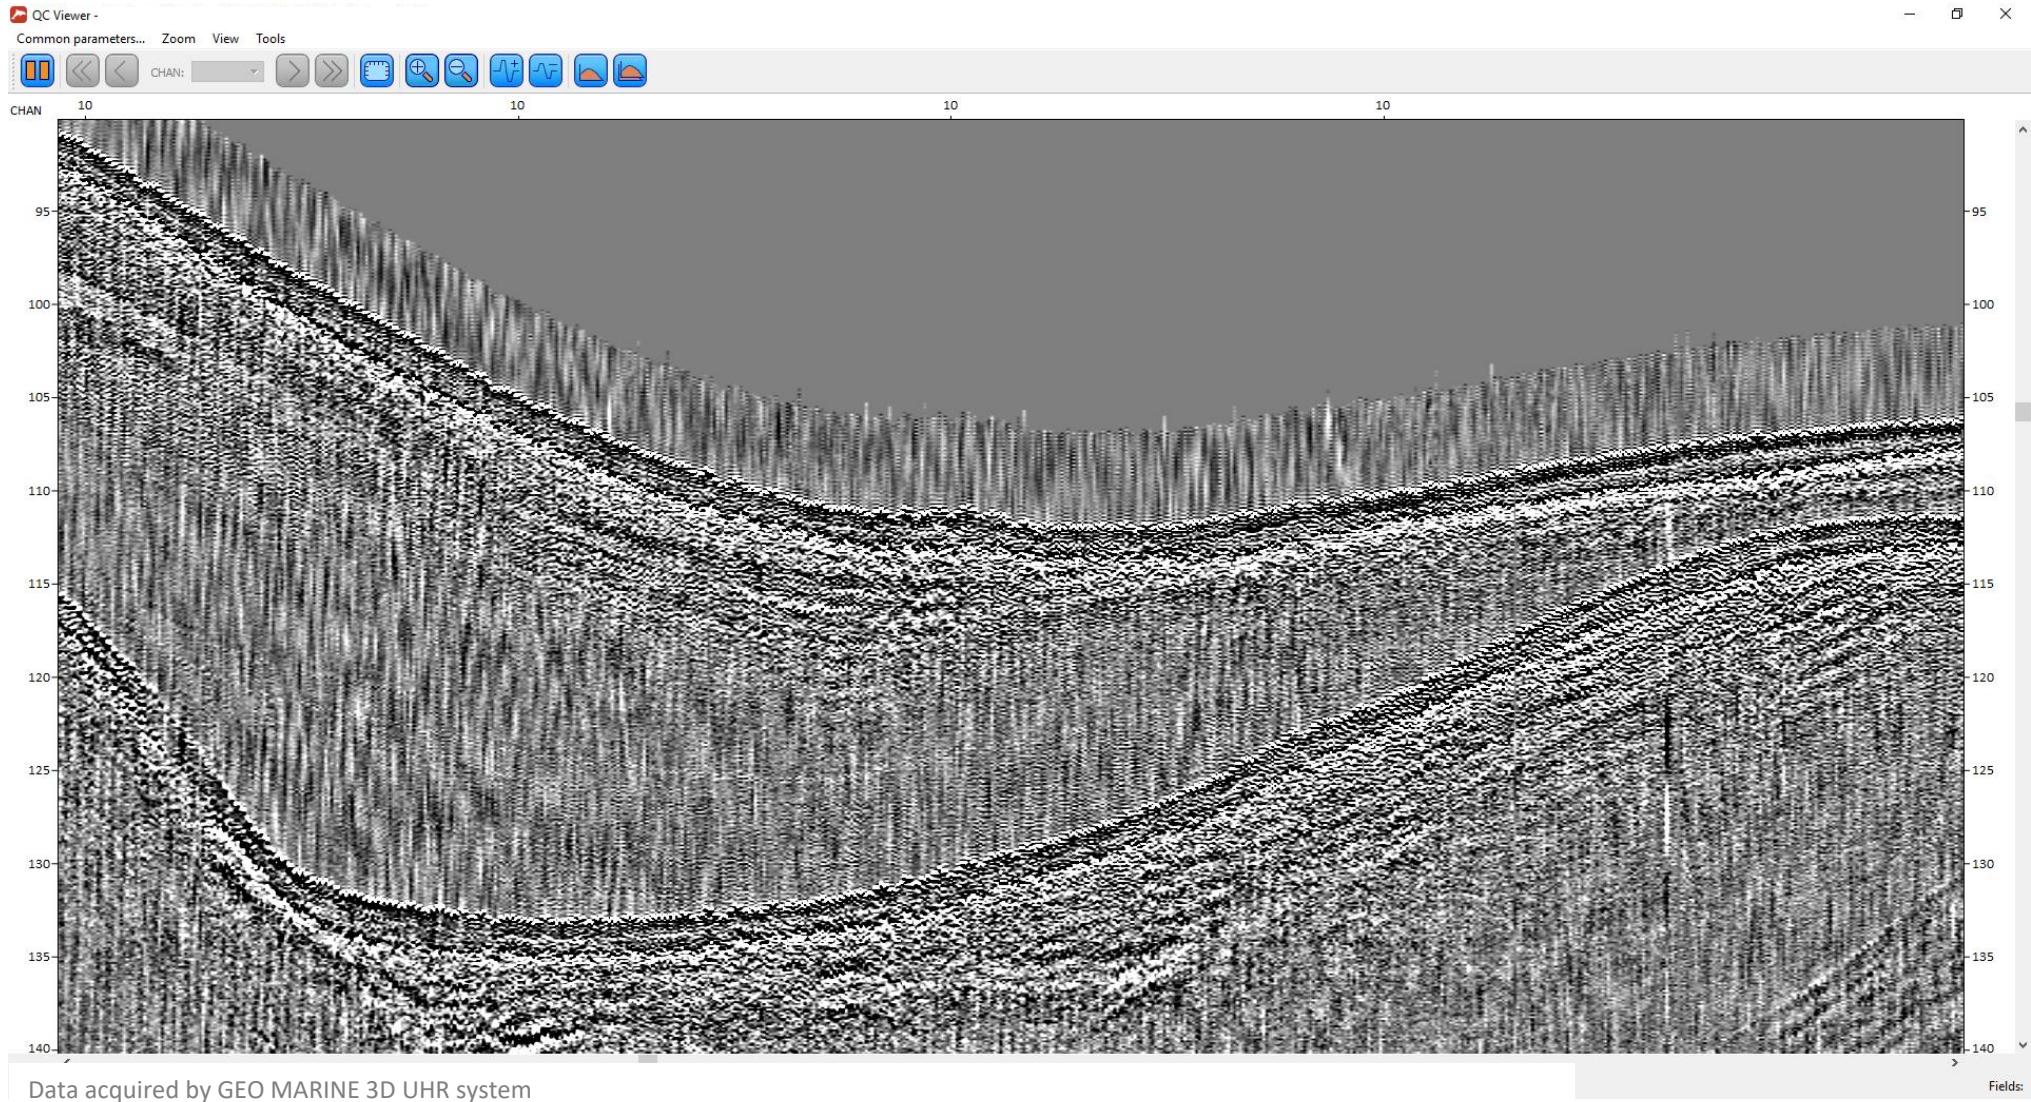 QC Viewer -
Common parameters... Zoom View Tools
CHAN:
CHAN 10 10 10 10
95 95
100 100
105 105
110 110
115 115
120 120
125 125
130 130
135 135
140 140
Data acquired by GEO MARINE 3D UHR system
Fields: